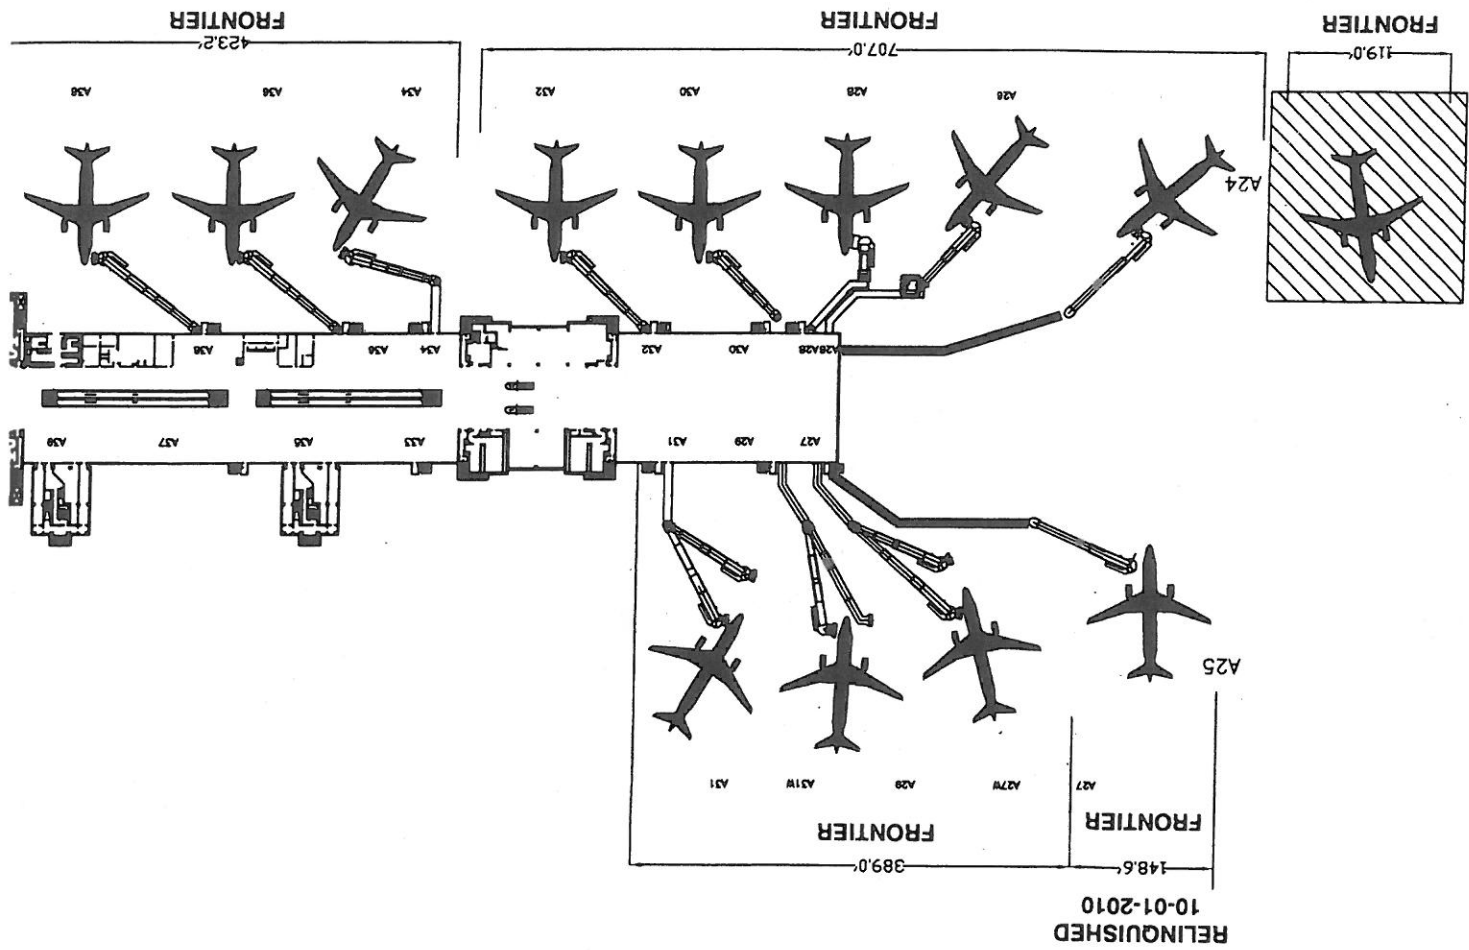 RELINQUISHED
10-01-2010
148.6'
389.0'
FRONTIER
FRONTIER
A27
A27W
A29
A31W
A31
A25
A27
A29
A31
A33
A35
A37
A39
A26
A28
A30
A32
A34
A36
A38
A24
A26
A28
A30
A32
A34
A36
A38
119.0'
707.0'
423.2'
FRONTIER
FRONTIER
FRONTIER